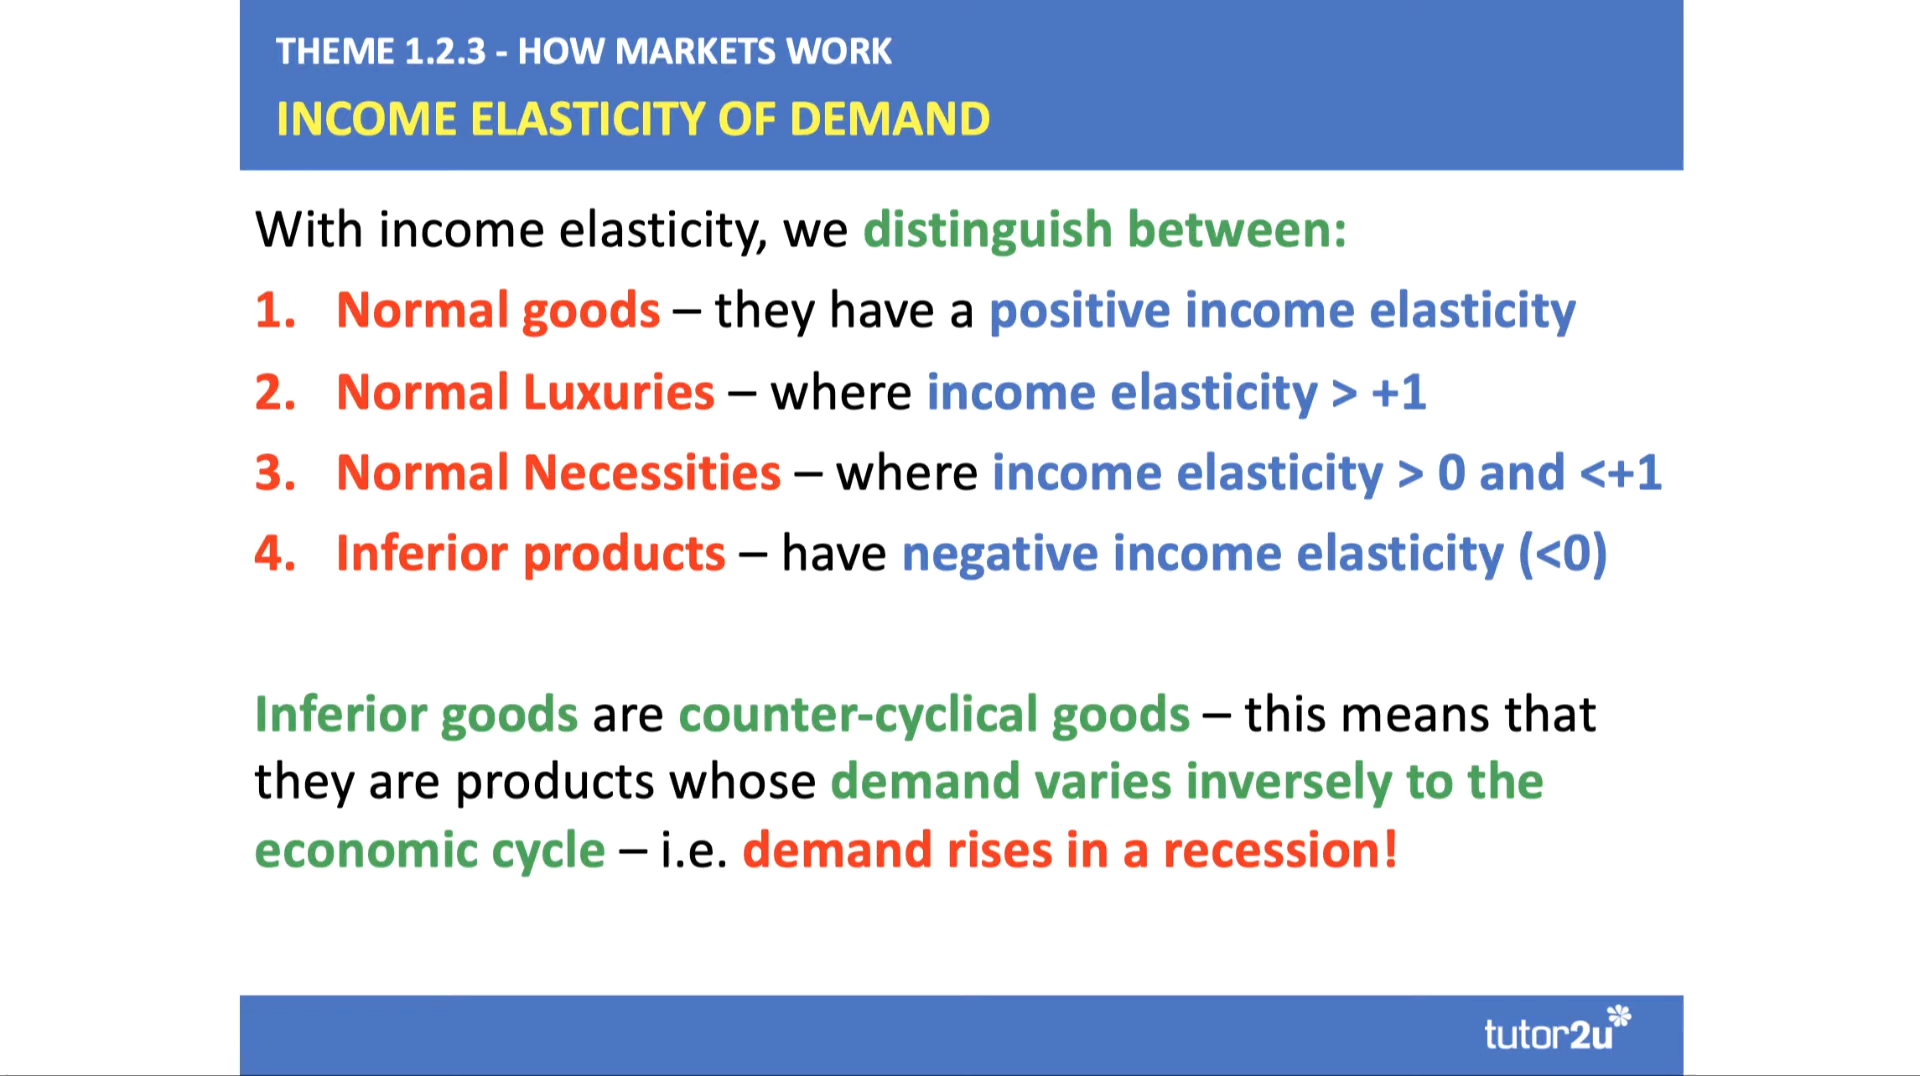 THEME 1.2.3 - HOW MARKETS WORK
INCOME ELASTICITY OF DEMAND
With income elasticity, we distinguish between:
1. Normal goods – they have a positive income elasticity
2. Normal Luxuries – where income elasticity > +1
3. Normal Necessities – where income elasticity > 0 and <+1
4. Inferior products – have negative income elasticity (<0)
Inferior goods are counter-cyclical goods – this means that
they are products whose demand varies inversely to the
economic cycle – i.e. demand rises in a recession!
tutor2u